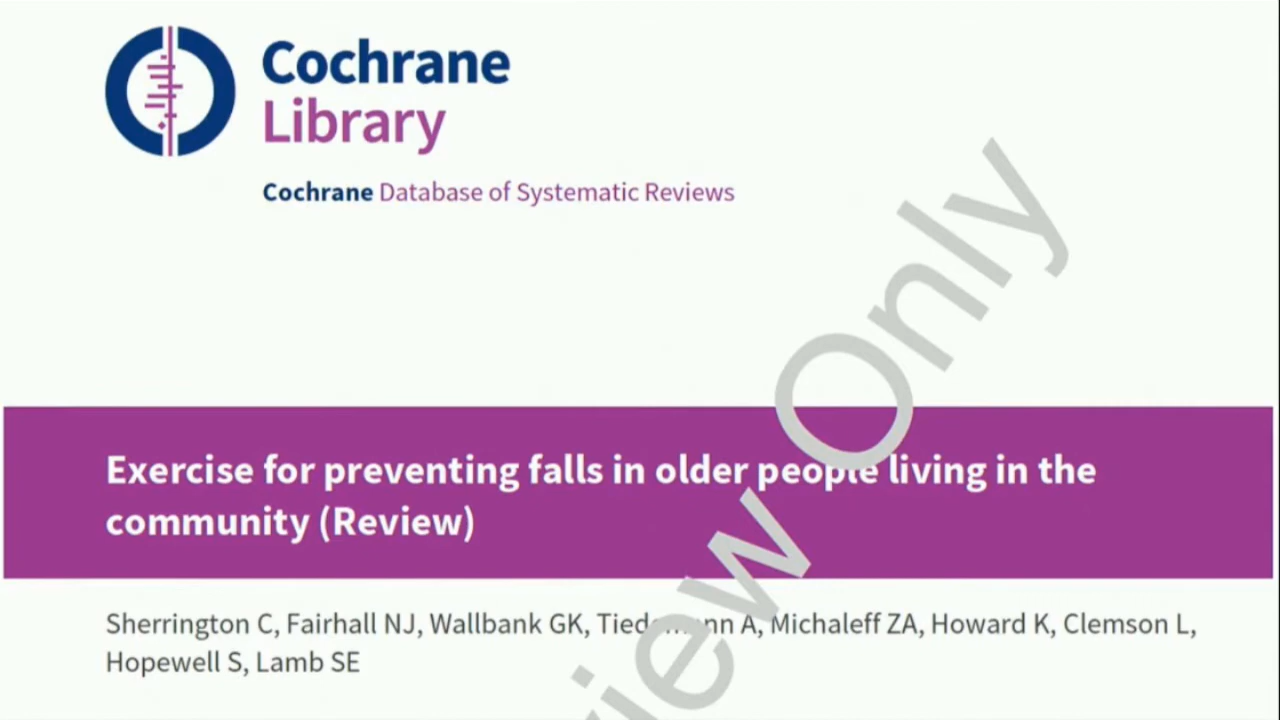 Cochrane
Library
Cochrane Database of Systematic Reviews
Exercise for preventing falls in older people living in the
community (Review)
Sherrington C, Fairhall NJ, Wallbank GK, A, Michaleff ZA, Howard K, Clemson L,
Hopewell S, Lamb SE
view Only